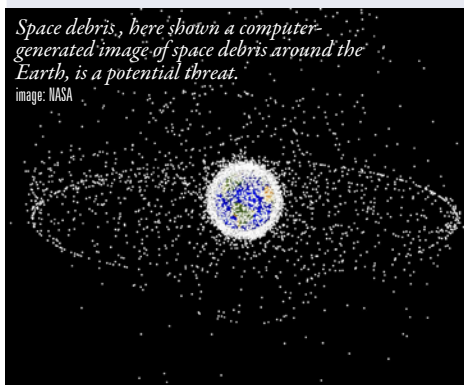 Space debris , here shown a computer-
generated image of space debris around the
Earth, is a potential threat.
image: NASA